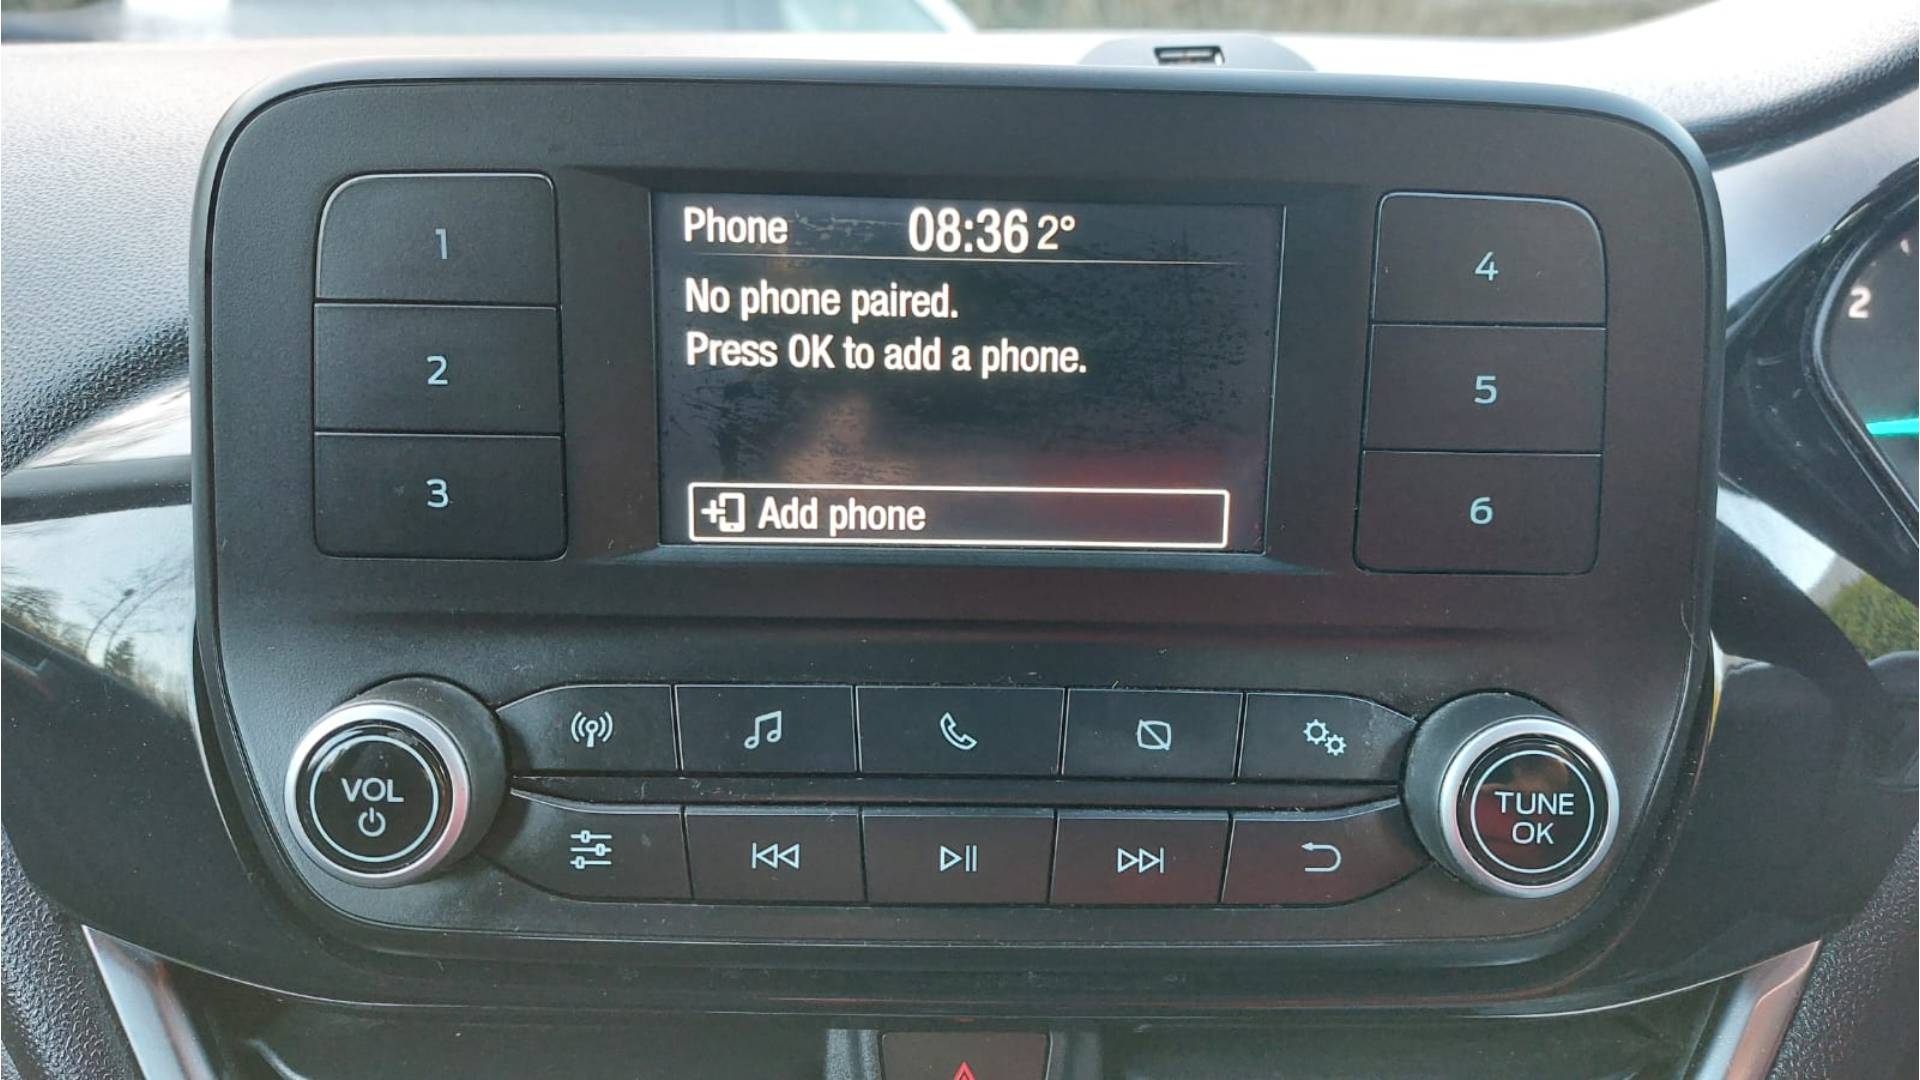 Phone 08:36 2°
No phone paired.
Press OK to add a phone.
Add phone
1
2
3
4
5
6
VOL
TUNE
OK
2